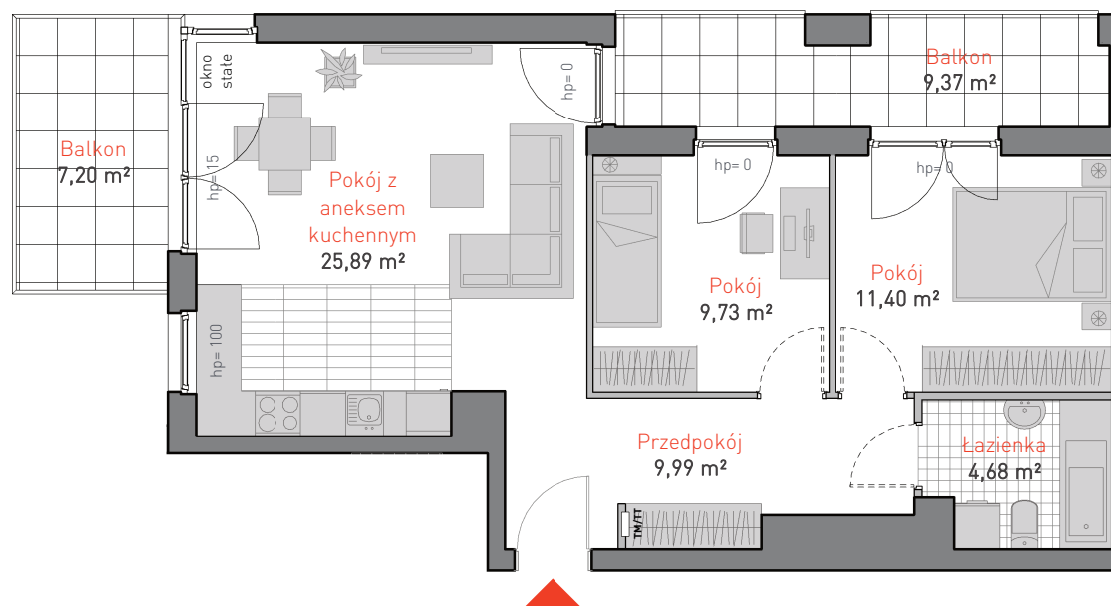 okno
stałe
hp= 0
Balkon
9,37 m²
Balkon
7,20 m²
hp= 15
Pokój z
aneksem
kuchennym
25,89 m²
hp= 0
hp= 0
Pokój
9,73 m²
Pokój
11,40 m²
hp= 100
Przedpokój
9,99 m²
Łazienka
4,68 m²
TM/TT